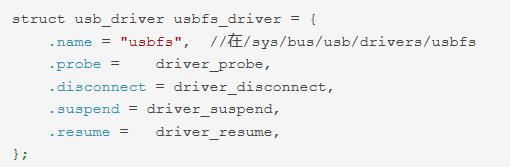 struct usb_driver usbfs_driver = {
    .name = "usbfs",  //在/sys/bus/usb/drivers/usbfs
    .probe =    driver_probe,
    .disconnect = driver_disconnect,
    .suspend = driver_suspend,
    .resume =   driver_resume,
};